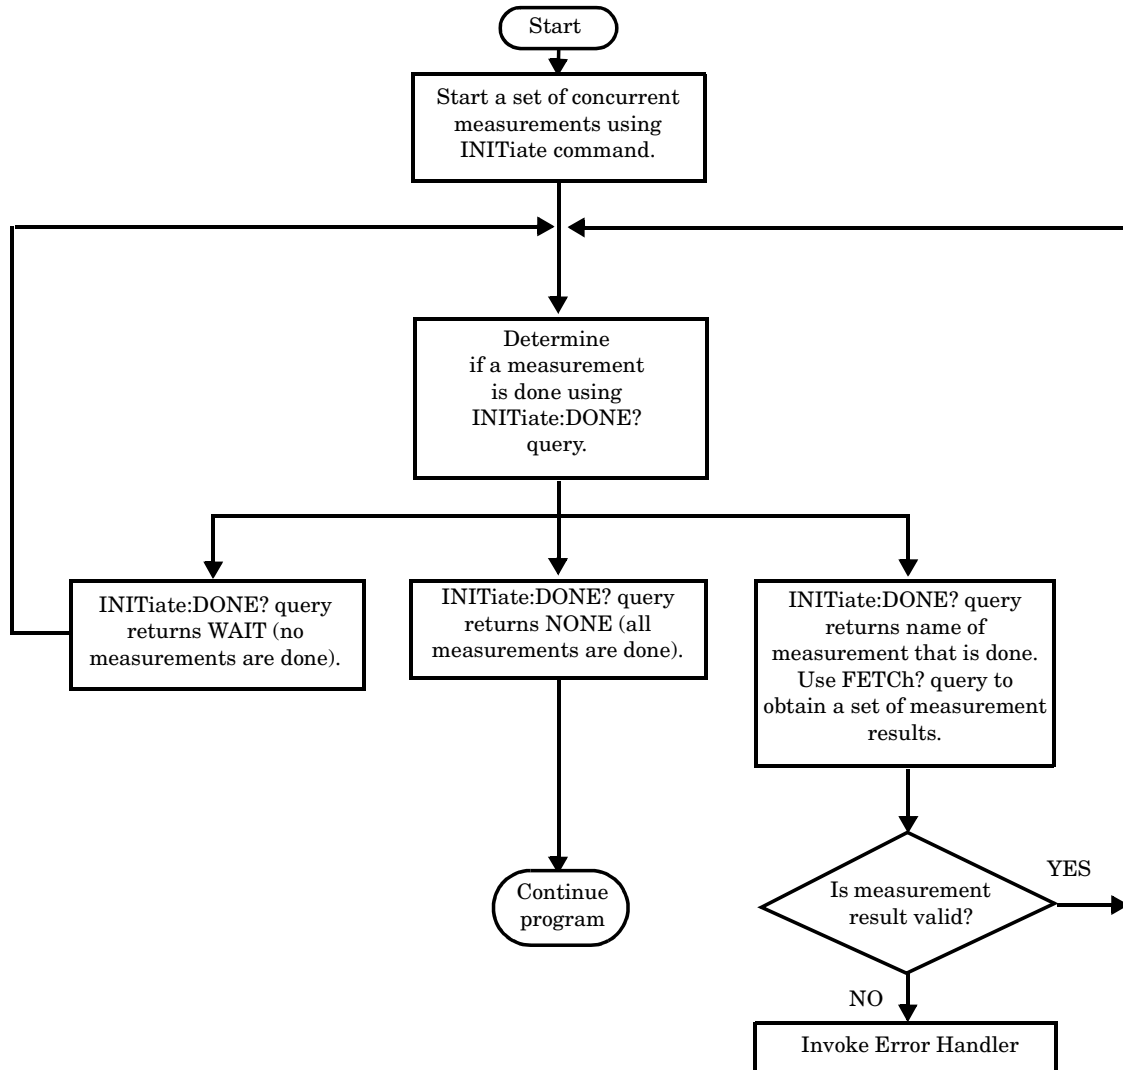 Start
Start a set of concurrent
measurements using
INITiate command.
Determine
if a measurement
is done using
INITiate:DONE?
query.
INITiate:DONE? query
returns WAIT (no
measurements are done).
INITiate:DONE? query
returns NONE (all
measurements are done).
INITiate:DONE? query
returns name of
measurement that is done.
Use FETCh? query to
obtain a set of measurement
results.
Continue
program
Is measurement
result valid?
YES
NO
Invoke Error Handler